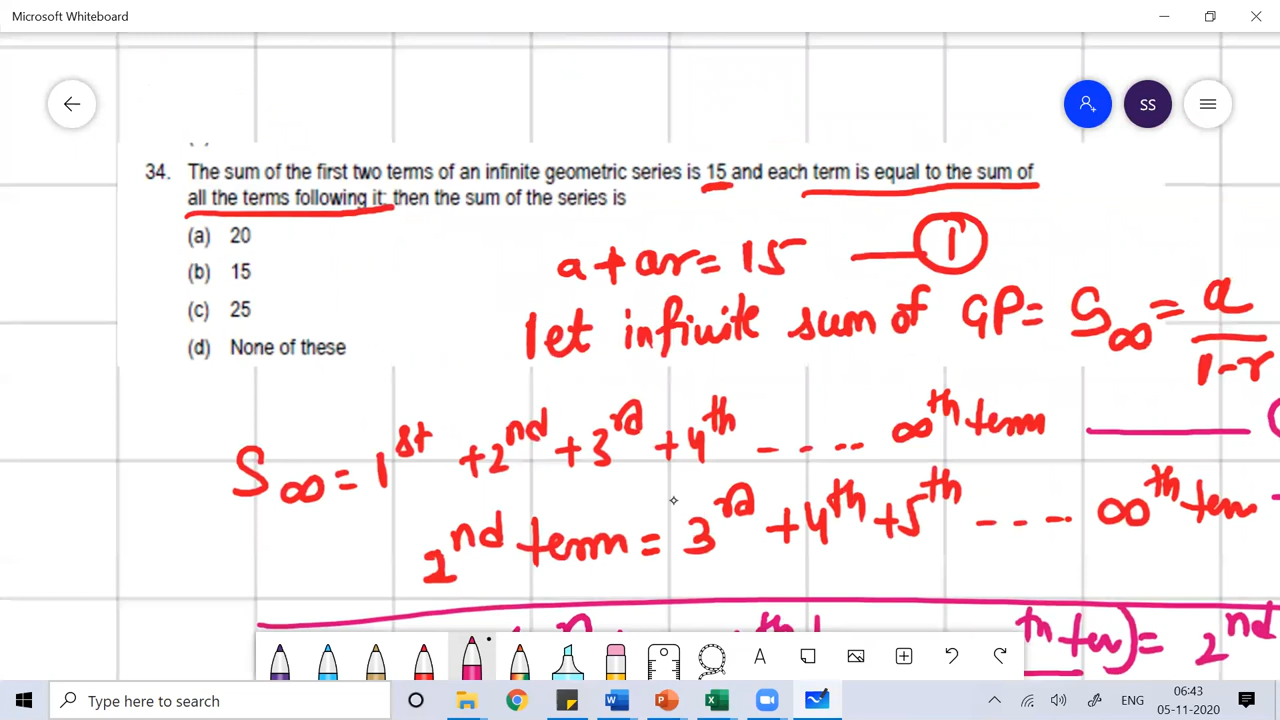 Microsoft Whiteboard
SS
34. The sum of the first two terms of an infinite geometric series is 15 and each term is equal to the sum of
all the terms following it; then the sum of the series is
(a) 20
(b) 15
(c) 25
(d) None of these
a + ar = 15 — 1
let infinite sum of GP = S∞ = a/1-r
S∞ = 1st + 2nd + 3rd + 4th - . - . - . ∞th term
2nd term = 3rd + 4th + 5th - - - . ∞th term
= 2nd
A
Type here to search
ENG
06:43
05-11-2020